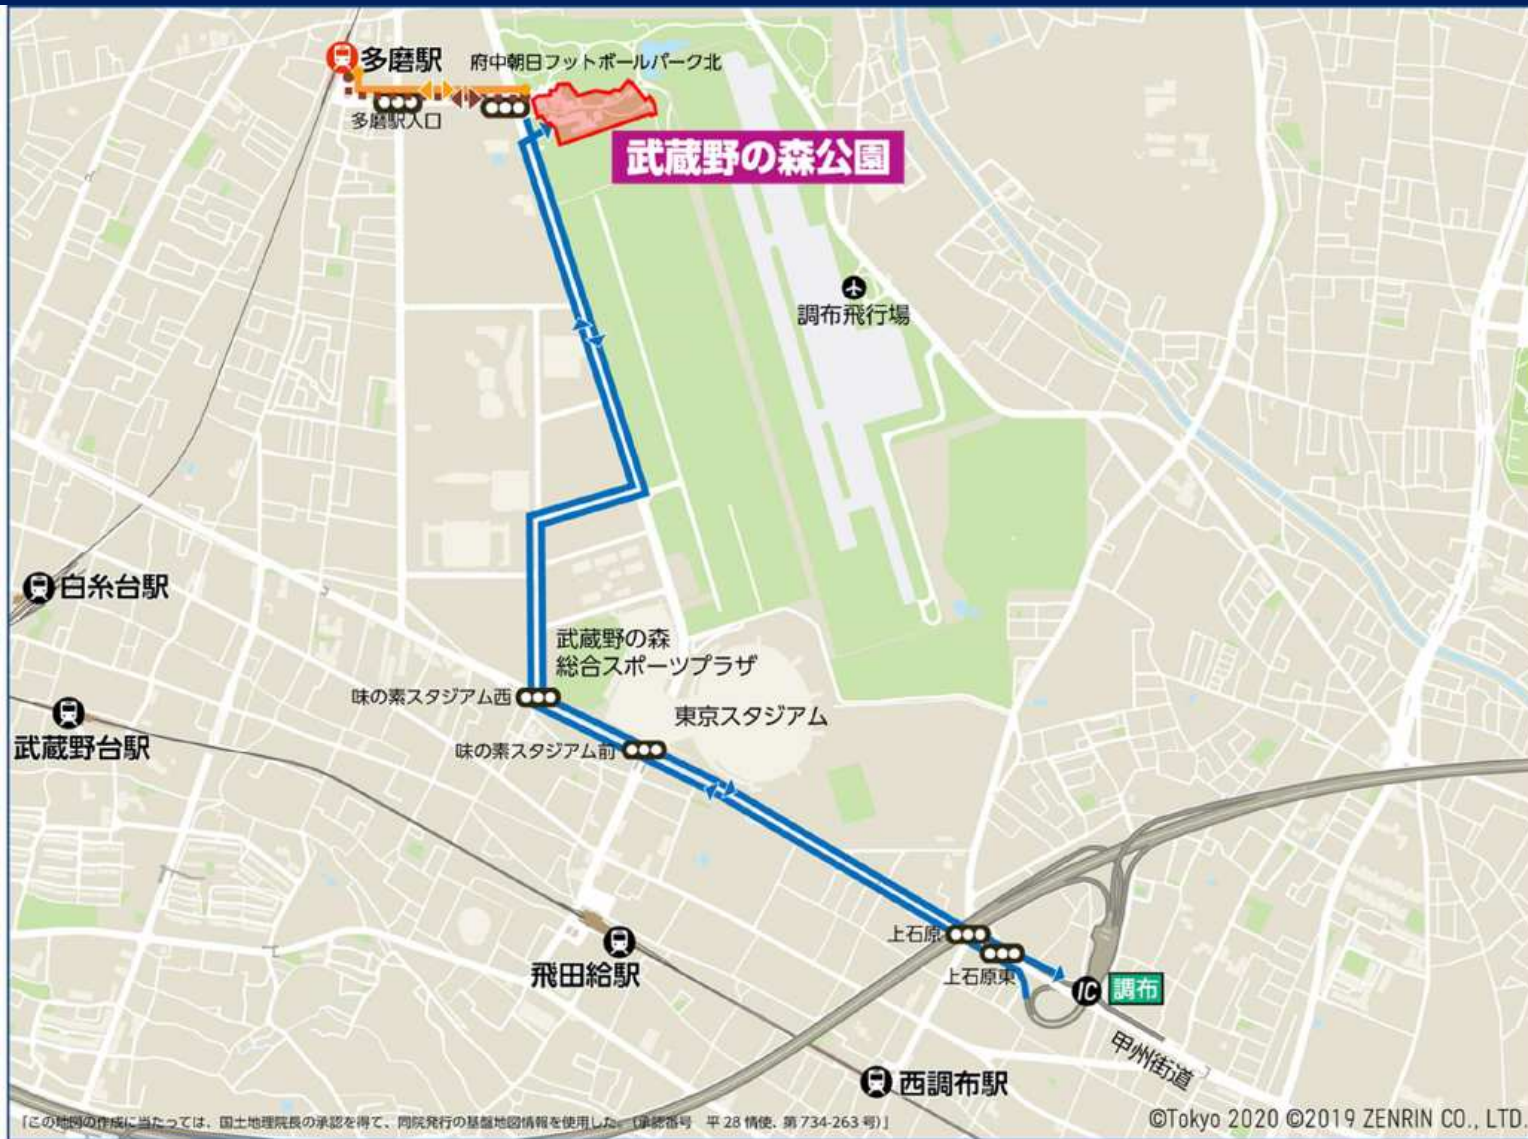 多磨駅
府中朝日フットボールパーク北
多磨駅入口
武蔵野の森公園
調布飛行場
白糸台駅
武蔵野の森
総合スポーツプラザ
味の素スタジアム西
東京スタジアム
武蔵野台駅
味の素スタジアム前
上石原
飛田給駅
上石原東
IC 調布
甲州街道
西調布駅
「この地図の作成に当たっては、国土地理院長の承認を得て、同院発行の基盤地図情報を使用した。(承認番号 平 28 情使、第 734-263 号)」
©Tokyo 2020 ©2019 ZENRIN CO., LTD.